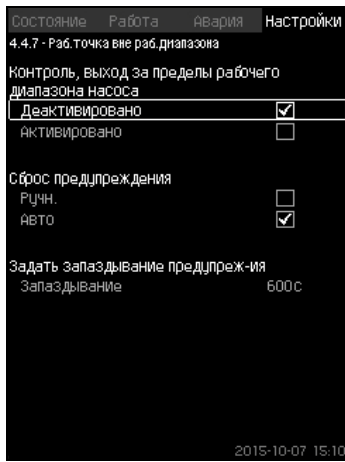 Состояние Работа Авария Настройки
4.4.7 - Раб.точка вне раб.диапазона
Контроль, выход за пределы рабочего
диапазона насоса
Деактивировано
Активировано
Сброс предупреждения
Ручн.
Авто
Задать запаздывание предупреж-ия
Запаздывание 600с
2015-10-07 15:10